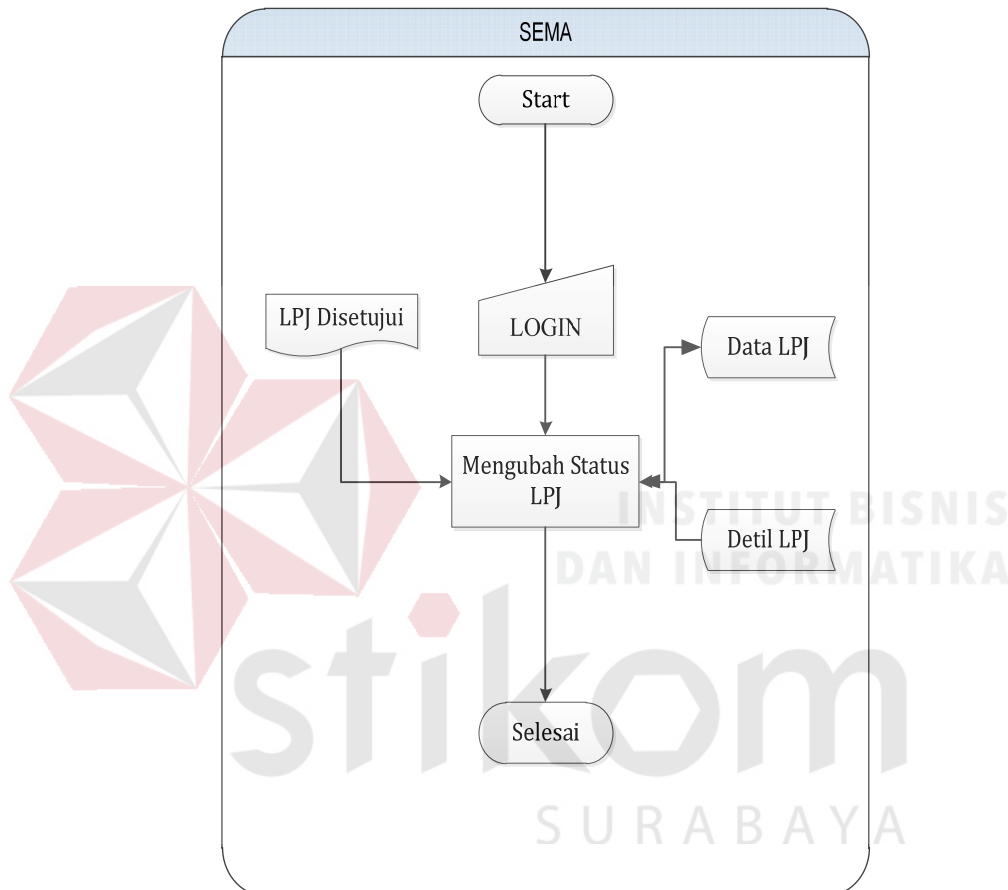 SEMA
Start
LPJ Disetujui
LOGIN
Data LPJ
Mengubah Status
LPJ
INSTITUT BISNIS
Detil LPJ
DAN INFORMATIKA
stikom
Selesai
SURABAYA